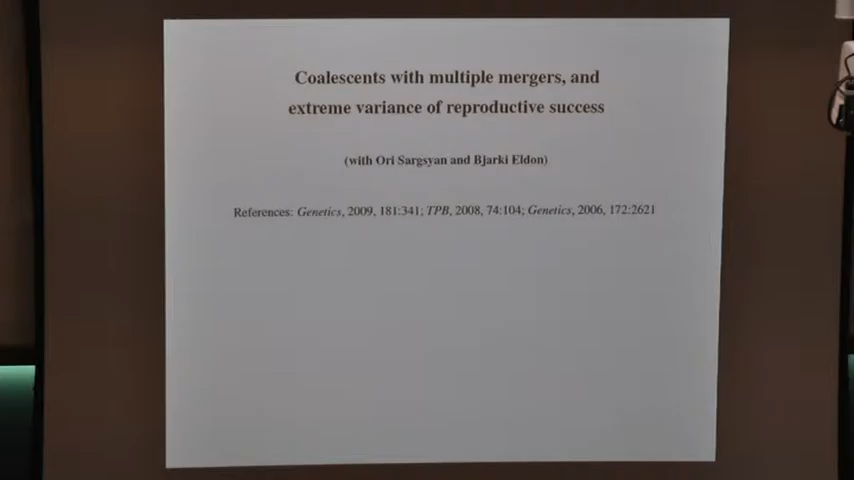 Coalescents with multiple mergers, and
extreme variance of reproductive success
(with Ori Sargsyan and Bjarki Eldon)
References: Genetics, 2009, 181:341; TPB, 2008, 74:104; Genetics, 2006, 172:2621